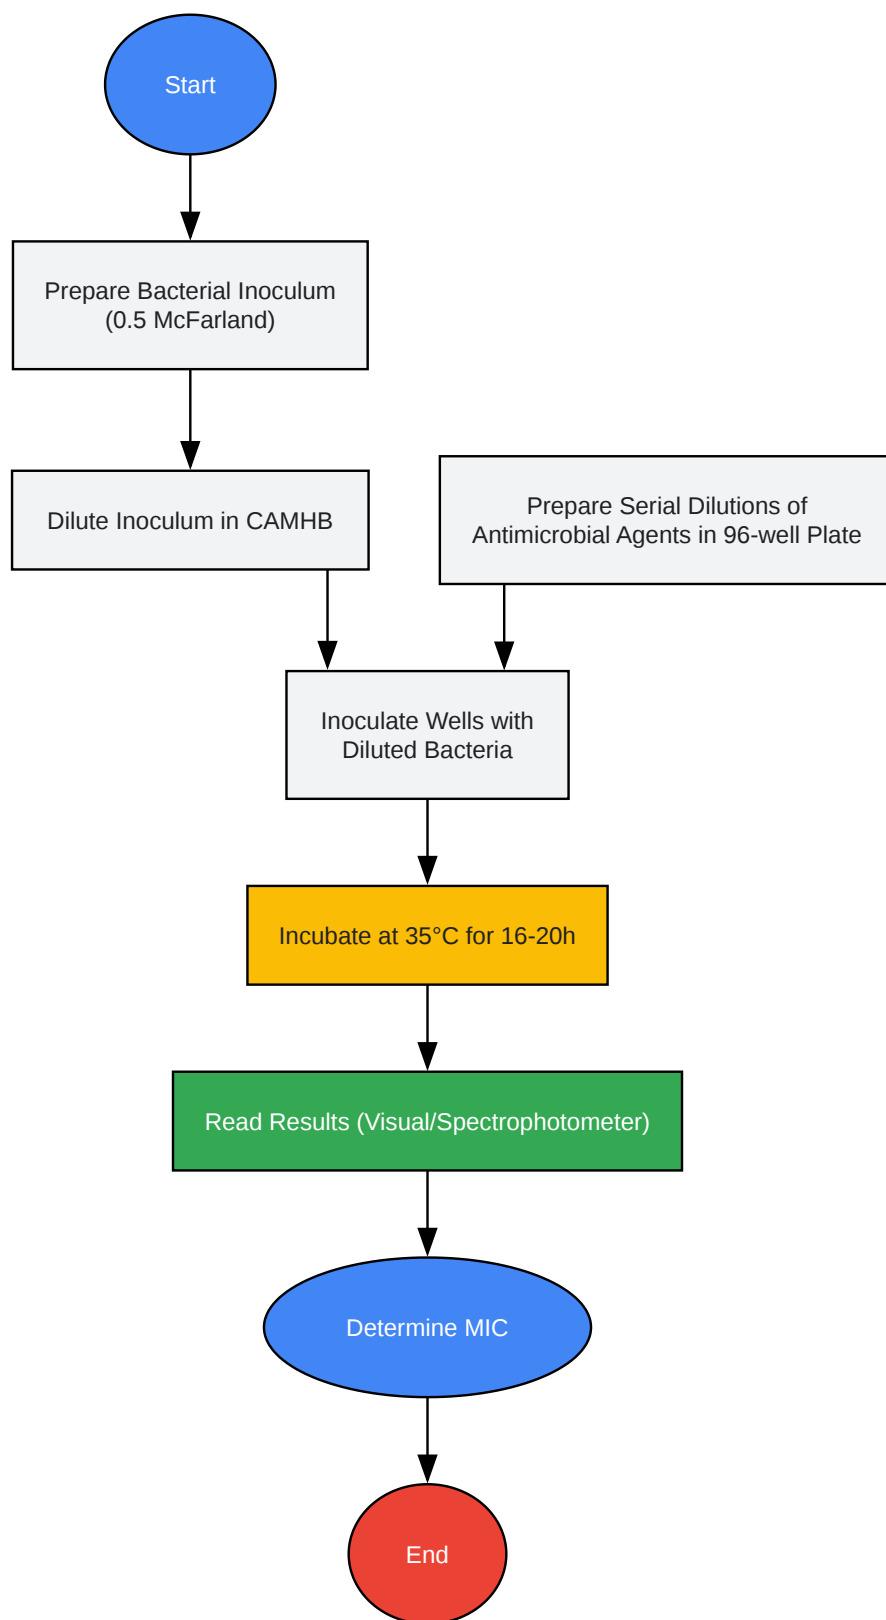 Start
Prepare Bacterial Inoculum
(0.5 McFarland)
Dilute Inoculum in CAMHB
Prepare Serial Dilutions of
Antimicrobial Agents in 96-well Plate
Inoculate Wells with
Diluted Bacteria
Incubate at 35°C for 16-20h
Read Results (Visual/Spectrophotometer)
Determine MIC
End